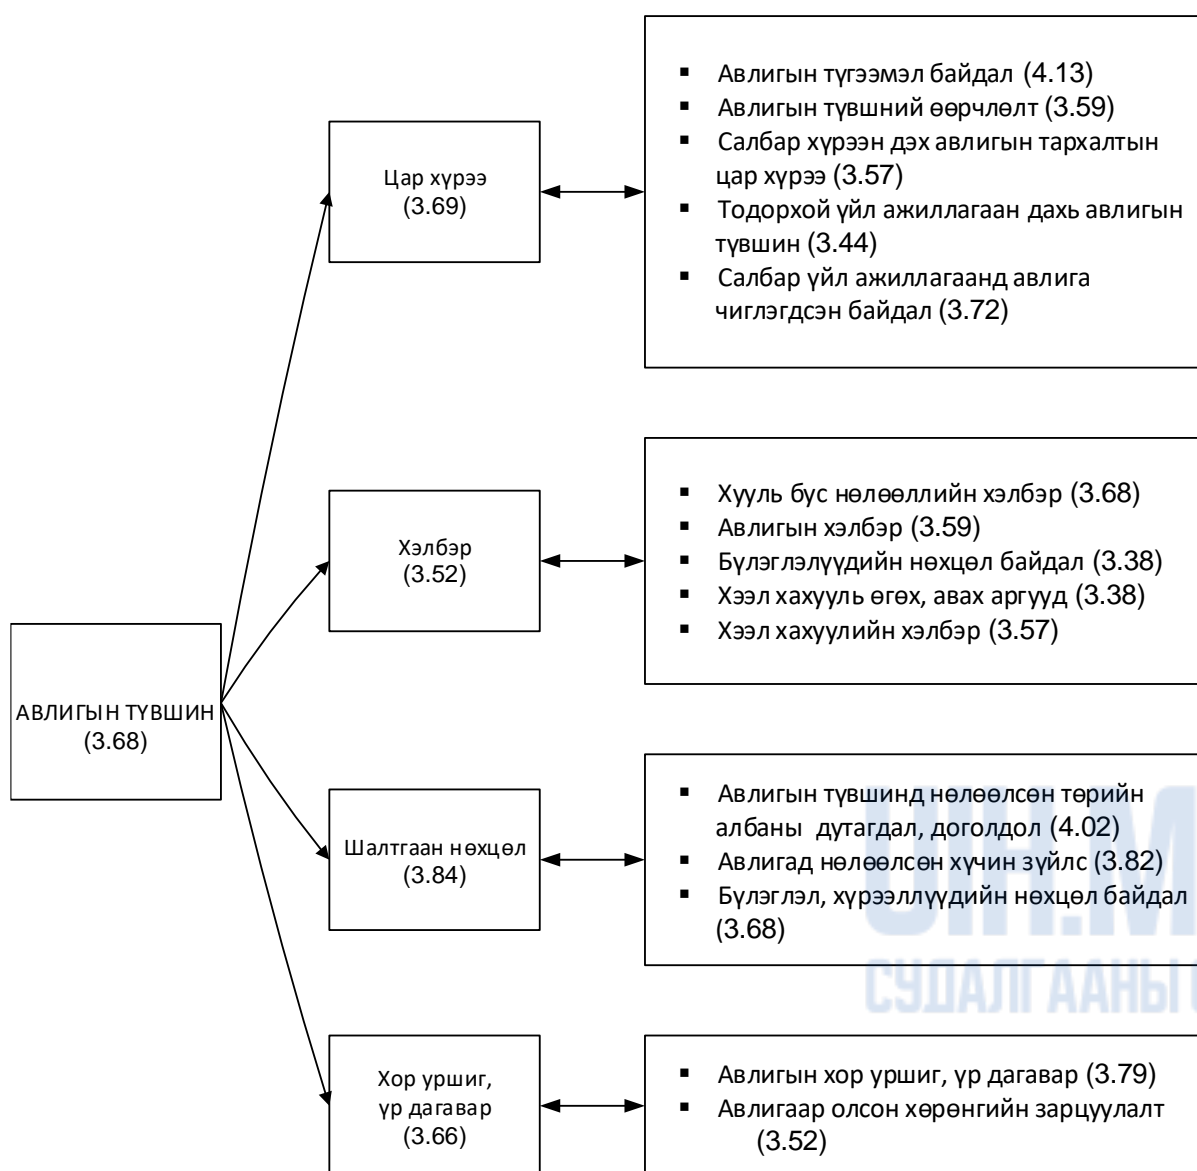 Цар хүрээ
(3.69)
▪ Авлигын түгээмэл байдал (4.13)
▪ Авлигын түвшний өөрчлөлт (3.59)
▪ Салбар хүрээн дэх авлигын тархалтын
цар хүрээ (3.57)
▪ Тодорхой үйл ажиллагаан дахь авлигын
түвшин (3.44)
▪ Салбар үйл ажиллагаанд авлига
чиглэгдсэн байдал (3.72)
Хэлбэр
(3.52)
▪ Хууль бус нөлөөллийн хэлбэр (3.68)
▪ Авлигын хэлбэр (3.59)
▪ Бүлэглэлүүдийн нөхцөл байдал (3.38)
▪ Хээл хахууль өгөх, авах аргууд (3.38)
▪ Хээл хахуулийн хэлбэр (3.57)
АВЛИГЫН ТҮВШИН
(3.68)
Шалтгаан нөхцөл
(3.84)
▪ Авлигын түвшинд нөлөөлсөн төрийн
албаны дутагдал, доголдол (4.02)
▪ Авлигад нөлөөлсөн хүчин зүйлс (3.82)
▪ Бүлэглэл, хүрээллүүдийн нөхцөл байдал
(3.68)
СУДАЛГААНЫ
Хор уршиг,
үр дагавар
(3.66)
▪ Авлигын хор уршиг, үр дагавар (3.79)
▪ Авлигаар олсон хөрөнгийн зарцуулалт
(3.52)